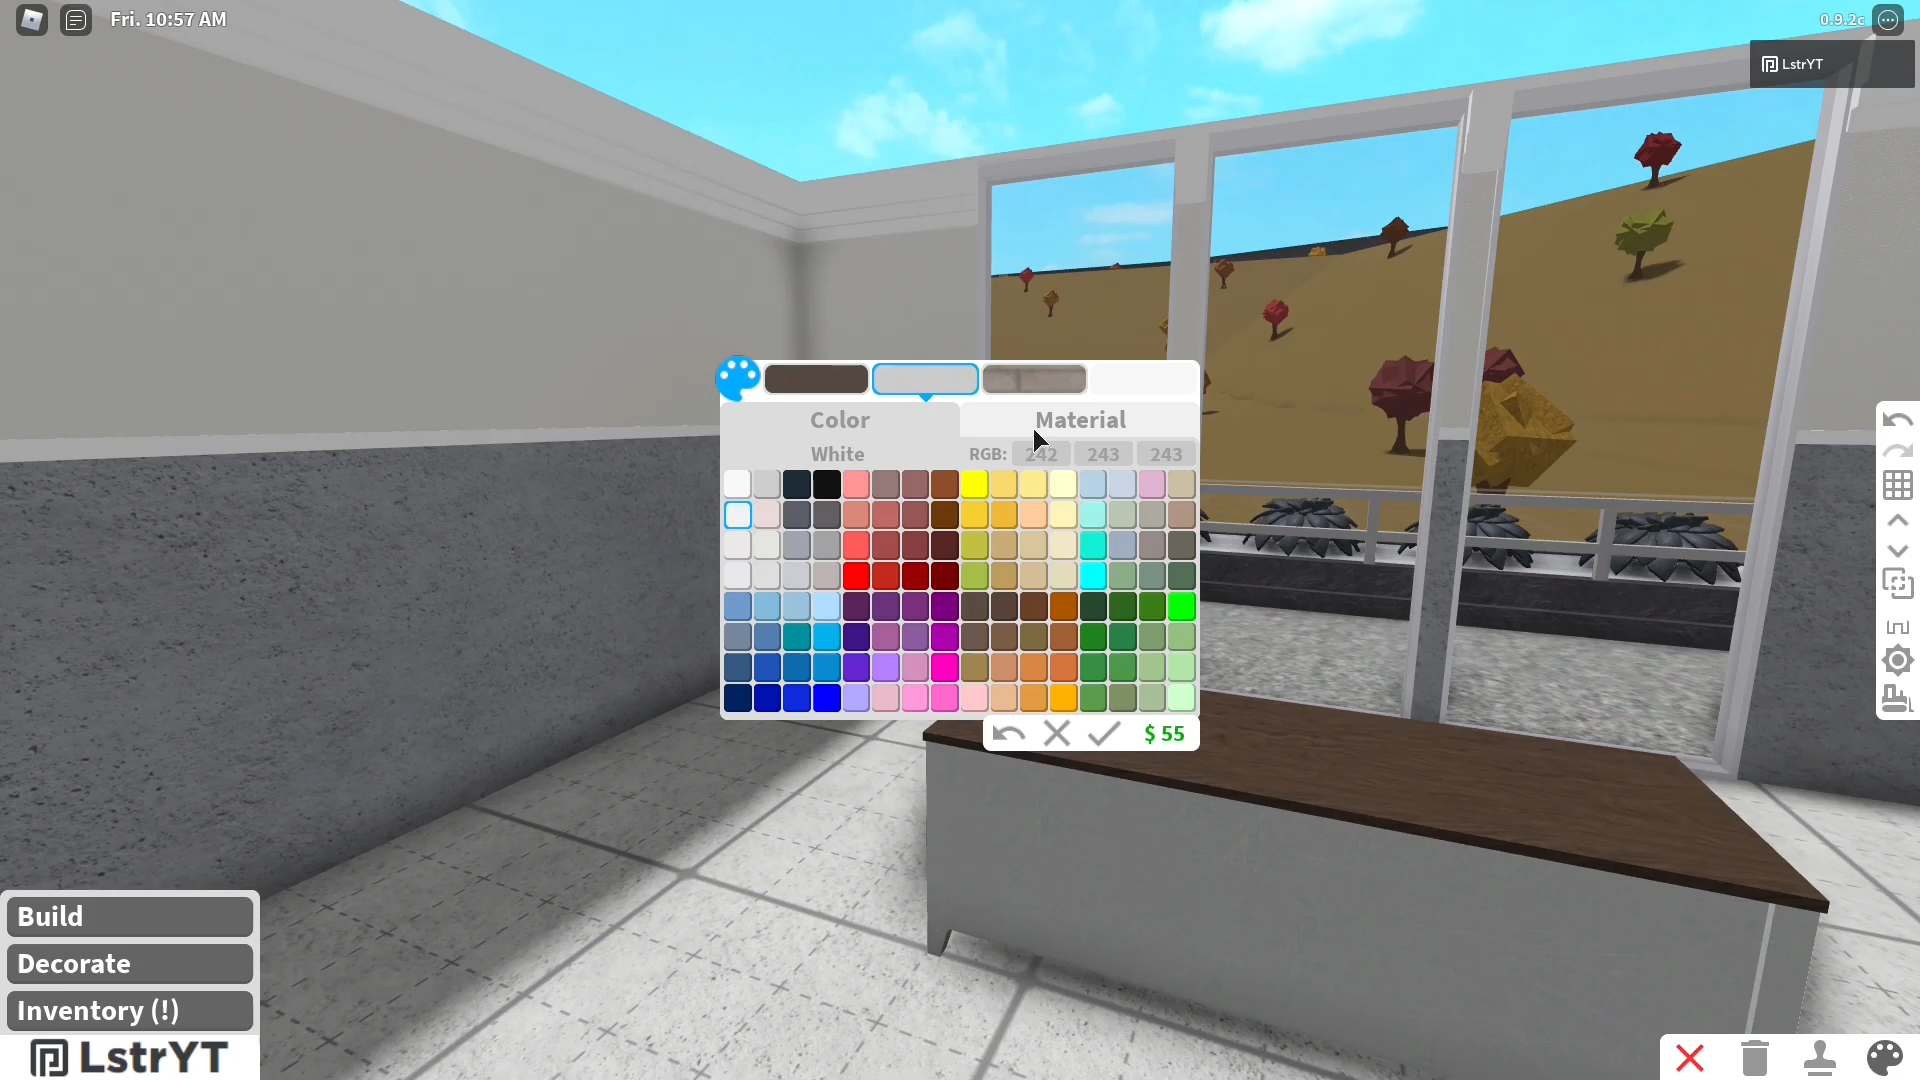 Fri. 10:57 AM
0.9.2c
LstrYT
Color
Material
White
RGB: 242 243 243
$ 55
Build
Decorate
Inventory (!)
LstrYT